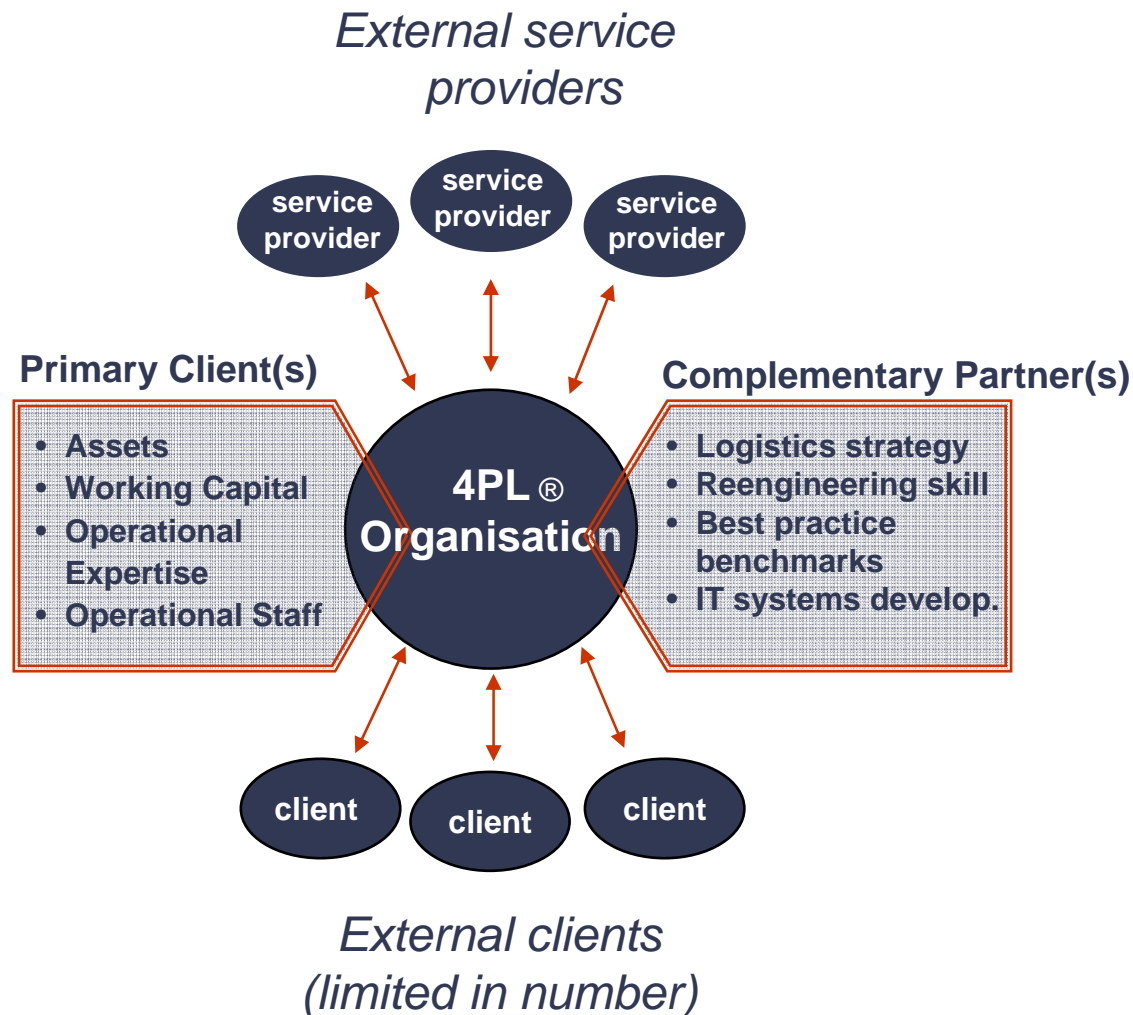 External service
providers
service
provider
service
provider
service
provider
Primary Client(s)
• Assets
• Working Capital
• Operational
Expertise
• Operational Staff
4PL ®
Organisation
Complementary Partner(s)
• Logistics strategy
• Reengineering skill
• Best practice
benchmarks
• IT systems develop.
client
client
client
External clients
(limited in number)